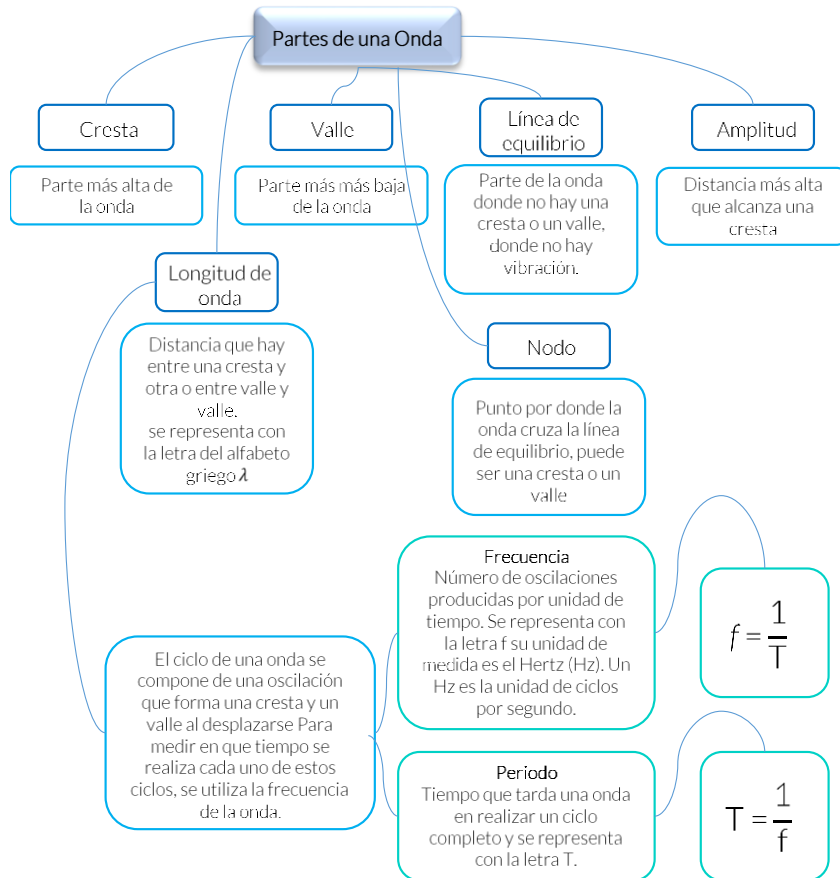 Partes de una Onda
Cresta
Parte más alta de
la onda
Valle
Parte más más baja
de la onda
Línea de
equilibrio
Parte de la onda
donde no hay una
cresta o un valle,
donde no hay
vibración.
Amplitud
Distancia más alta
que alcanza una
cresta
Longitud de
onda
Distancia que hay
entre una cresta y
otra o entre valle y
valle.
se representa con
la letra del alfabeto
griego λ
Nodo
Punto por donde la
onda cruza la línea
de equilibrio, puede
ser una cresta o un
valle
El ciclo de una onda se
compone de una oscilación
que forma una cresta y un
valle al desplazarse Para
medir en que tiempo se
realiza cada uno de estos
ciclos, se utiliza la frecuencia
de la onda.
Frecuencia
Número de oscilaciones
producidas por unidad de
tiempo. Se representa con
la letra f su unidad de
medida es el Hertz (Hz). Un
Hz es la unidad de ciclos
por segundo.
f = 1/T
Periodo
Tiempo que tarda una onda
en realizar un ciclo
completo y se representa
con la letra T.
T = 1/f